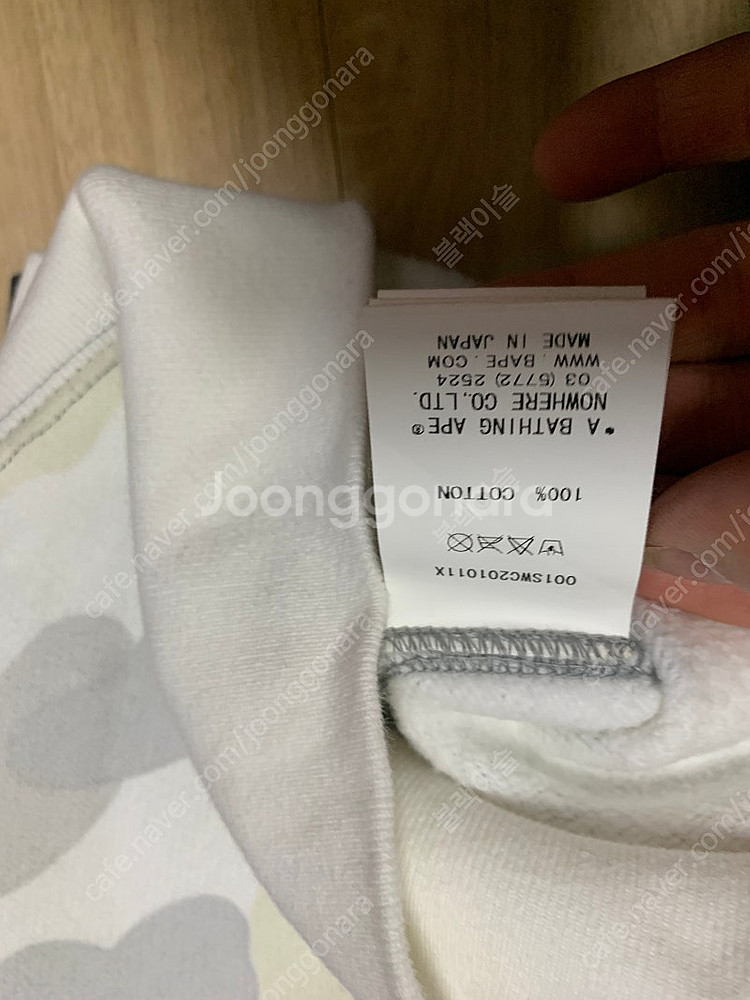 001SWC201011X
100% COTTON
*A BATHING APE®
NOWHERE CO.LTD.
03 (5772) 2524
WWW.BAPE.COM
MADE IN JAPAN
Joonggonara
cafe.naver.com/joonggonara
블랙이슬